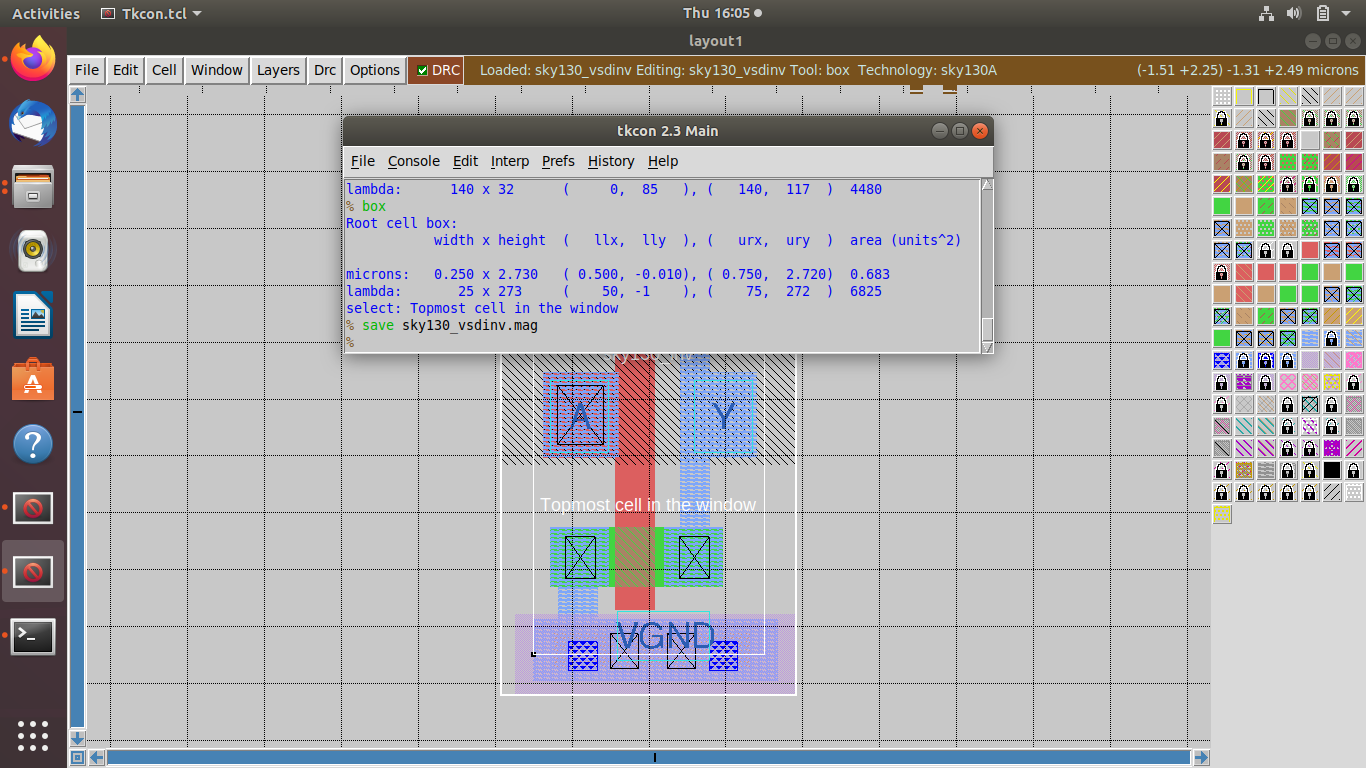 Activities Tkcon.tcl Thu 16:05
layout1
File Edit Cell Window Layers Drc Options DRC Loaded: sky130_vsdinv Editing: sky130_vsdinv Tool: box Technology: sky130A (-1.51 +2.25) -1.31 +2.49 microns
tkcon 2.3 Main
File Console Edit Interp Prefs History Help
lambda: 140 x 32 ( 0, 85 ), ( 140, 117 ) 4480
% box
Root cell box:
width x height ( llx, lly ), ( urx, ury ) area (units^2)
microns: 0.250 x 2.730 ( 0.500, -0.010), ( 0.750, 2.720) 0.683
lambda: 25 x 273 ( 50, -1 ), ( 75, 272 ) 6825
select: Topmost cell in the window
% save sky130_vsdinv.mag
%
A Y
Topmost cell in the window
VGND